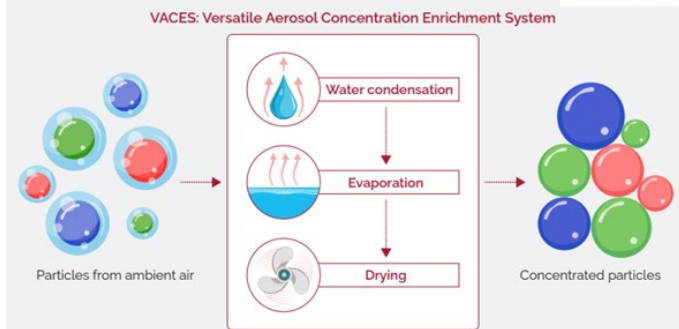 VACES: Versatile Aerosol Concentration Enrichment System
Water condensation
Evaporation
Drying
Particles from ambient air
Concentrated particles